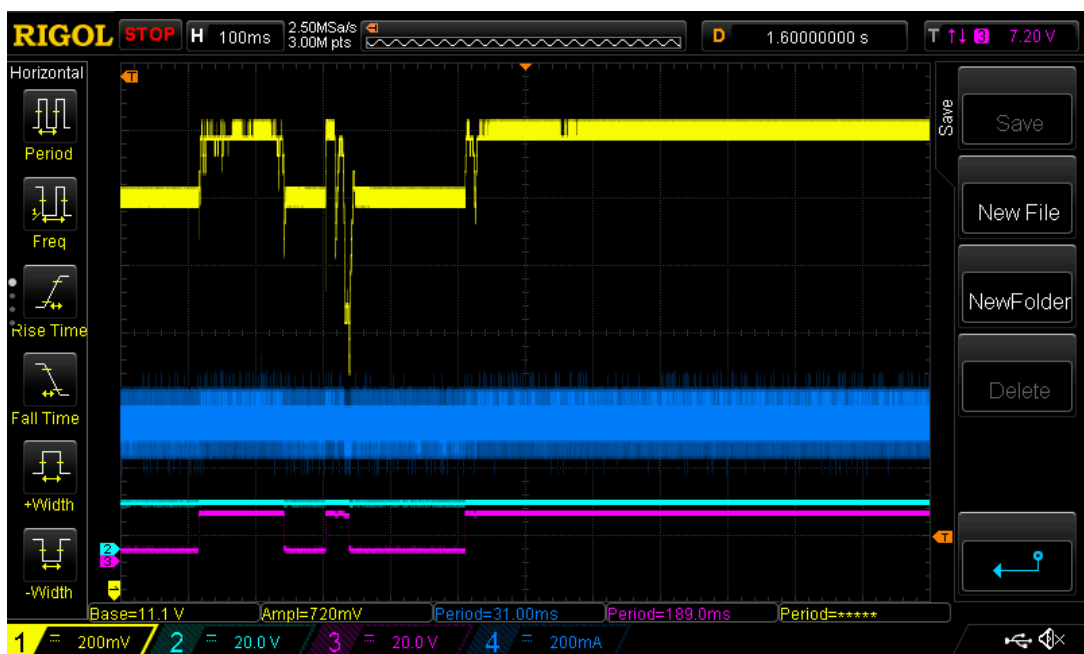 RIGOL STOP H 100ms 2.50MSa/s D 1.60000000 s T 3 7.20 V
3.00M pts
Horizontal
T
Save
Save
Period
New File
Freq
NewFolder
Rise Time
Delete
Fall Time
+Width
2
T
3
-Width
Base=11.1 V Ampl=720mV Period=31.00ms Period=189.0ms Period=*****
1 200mV 2 20.0 V 3 20.0 V 4 200mA